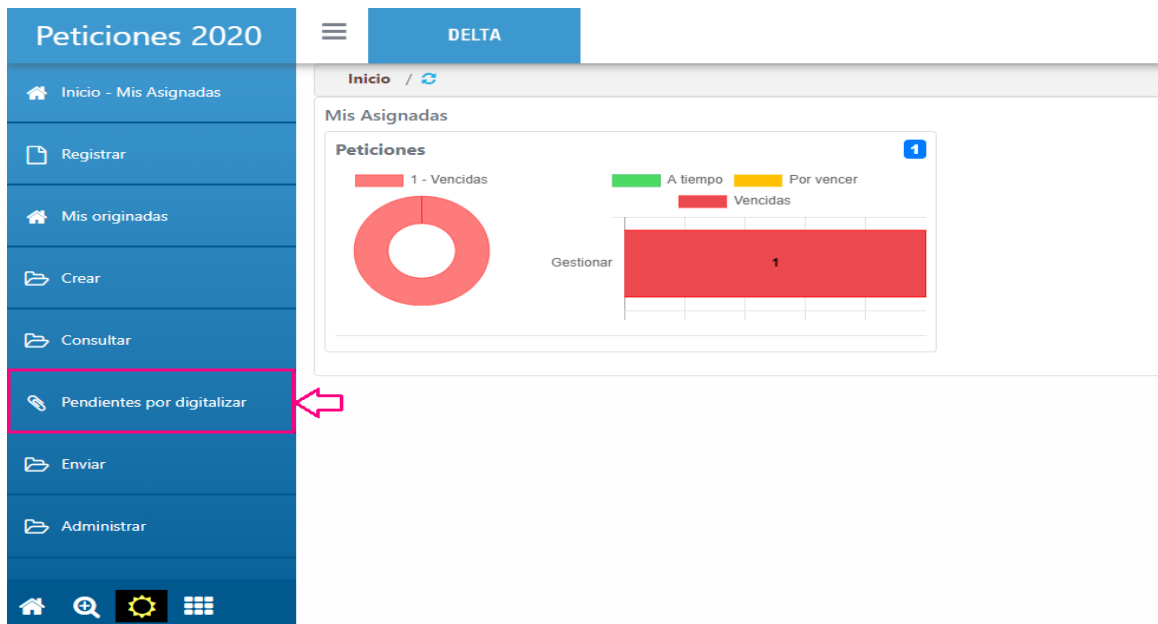 Peticiones 2020
DELTA
Inicio - Mis Asignadas
Registrar
Mis originadas
Crear
Consultar
Pendientes por digitalizar
Enviar
Administrar
Inicio /
Mis Asignadas
Peticiones 1
1 - Vencidas
A tiempo Por vencer
Vencidas
Gestionar 1